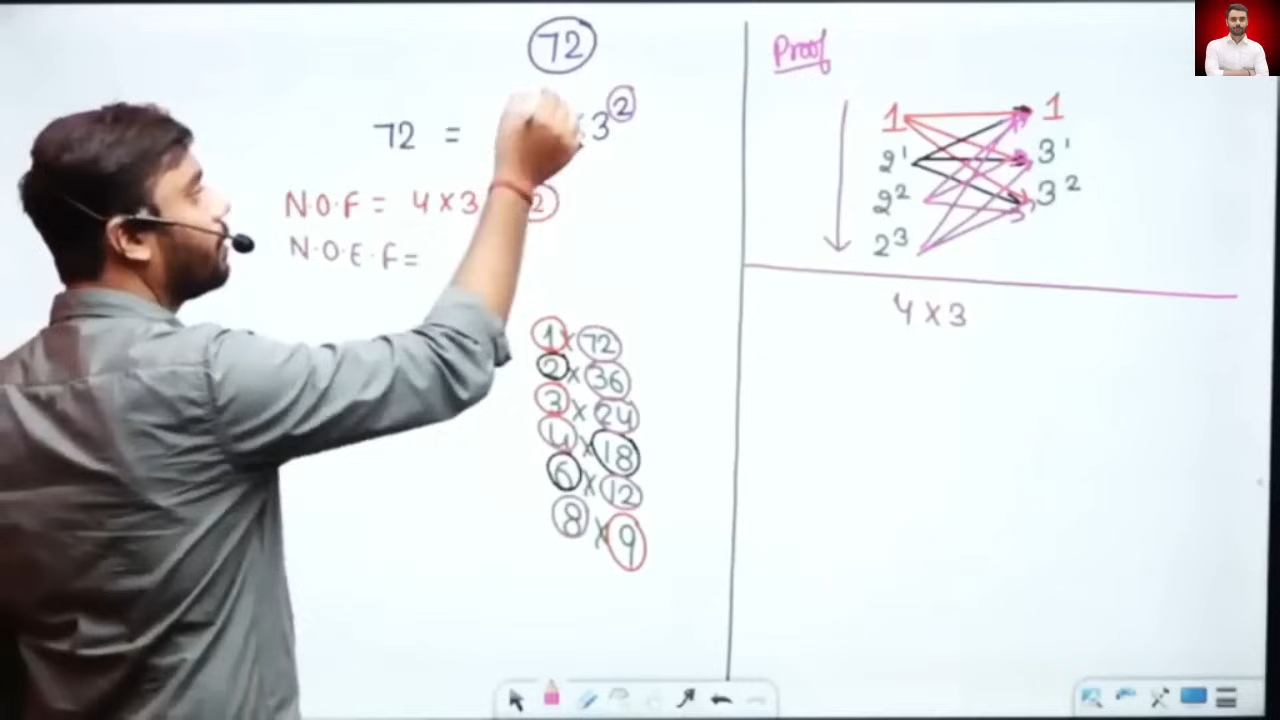 72
72 = 3²
N.O.F = 4 x 3 2
N.O.E.F =
1 x 72
2 x 36
3 x 24
4 x 18
6 x 12
8 x 9
Proof
1 1
2¹ 3¹
2² 3²
2³
4 x 3